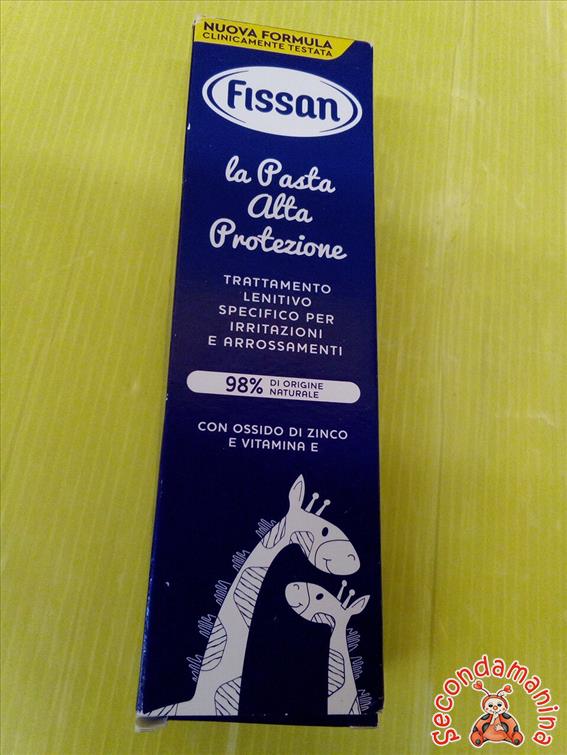 NUOVA FORMULA
CLINICAMENTE TESTATA
Fissan
la Pasta
Alta
Protezione
TRATTAMENTO
LENITIVO
SPECIFICO PER
IRRITAZIONI
E ARROSSAMENTI
98% DI ORIGINE
NATURALE
CON OSSIDO DI ZINCO
E VITAMINA E
Secondamanina